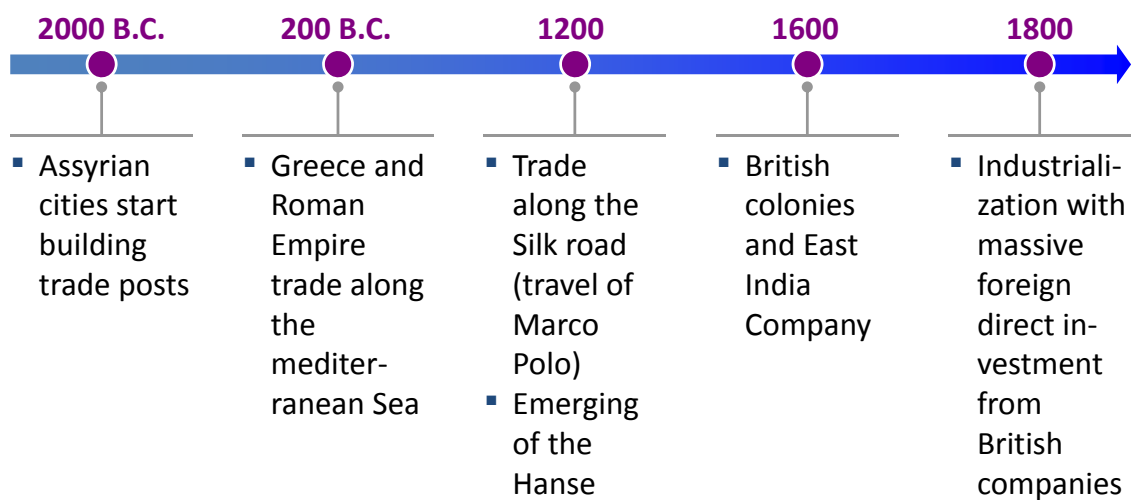 2000 B.C.
200 B.C.
1200
1600
1800
▪ Assyrian
cities start
building
trade posts
▪ Greece and
Roman
Empire
trade along
the
mediter-
ranean Sea
▪ Trade
along the
Silk road
(travel of
Marco
Polo)
▪ Emerging
of the
Hanse
▪ British
colonies
and East
India
Company
▪ Industriali-
zation with
massive
foreign
direct in-
vestment
from
British
companies